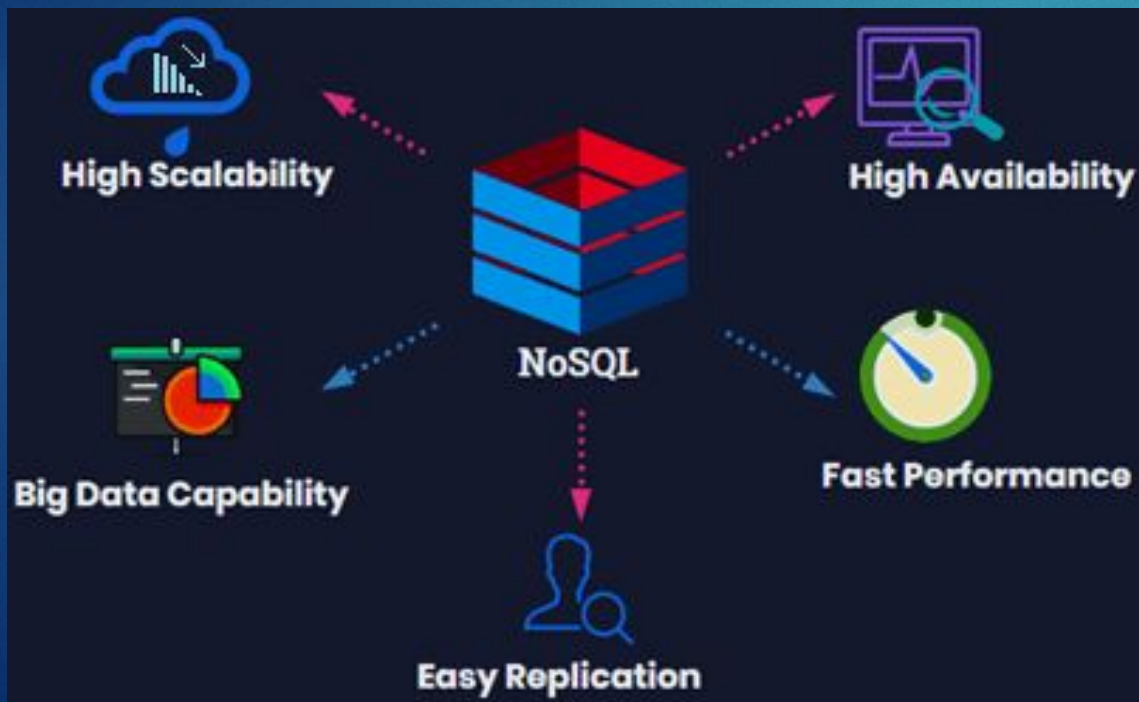 High Scalability
High Availability
NoSQL
Big Data Capability
Fast Performance
Easy Replication